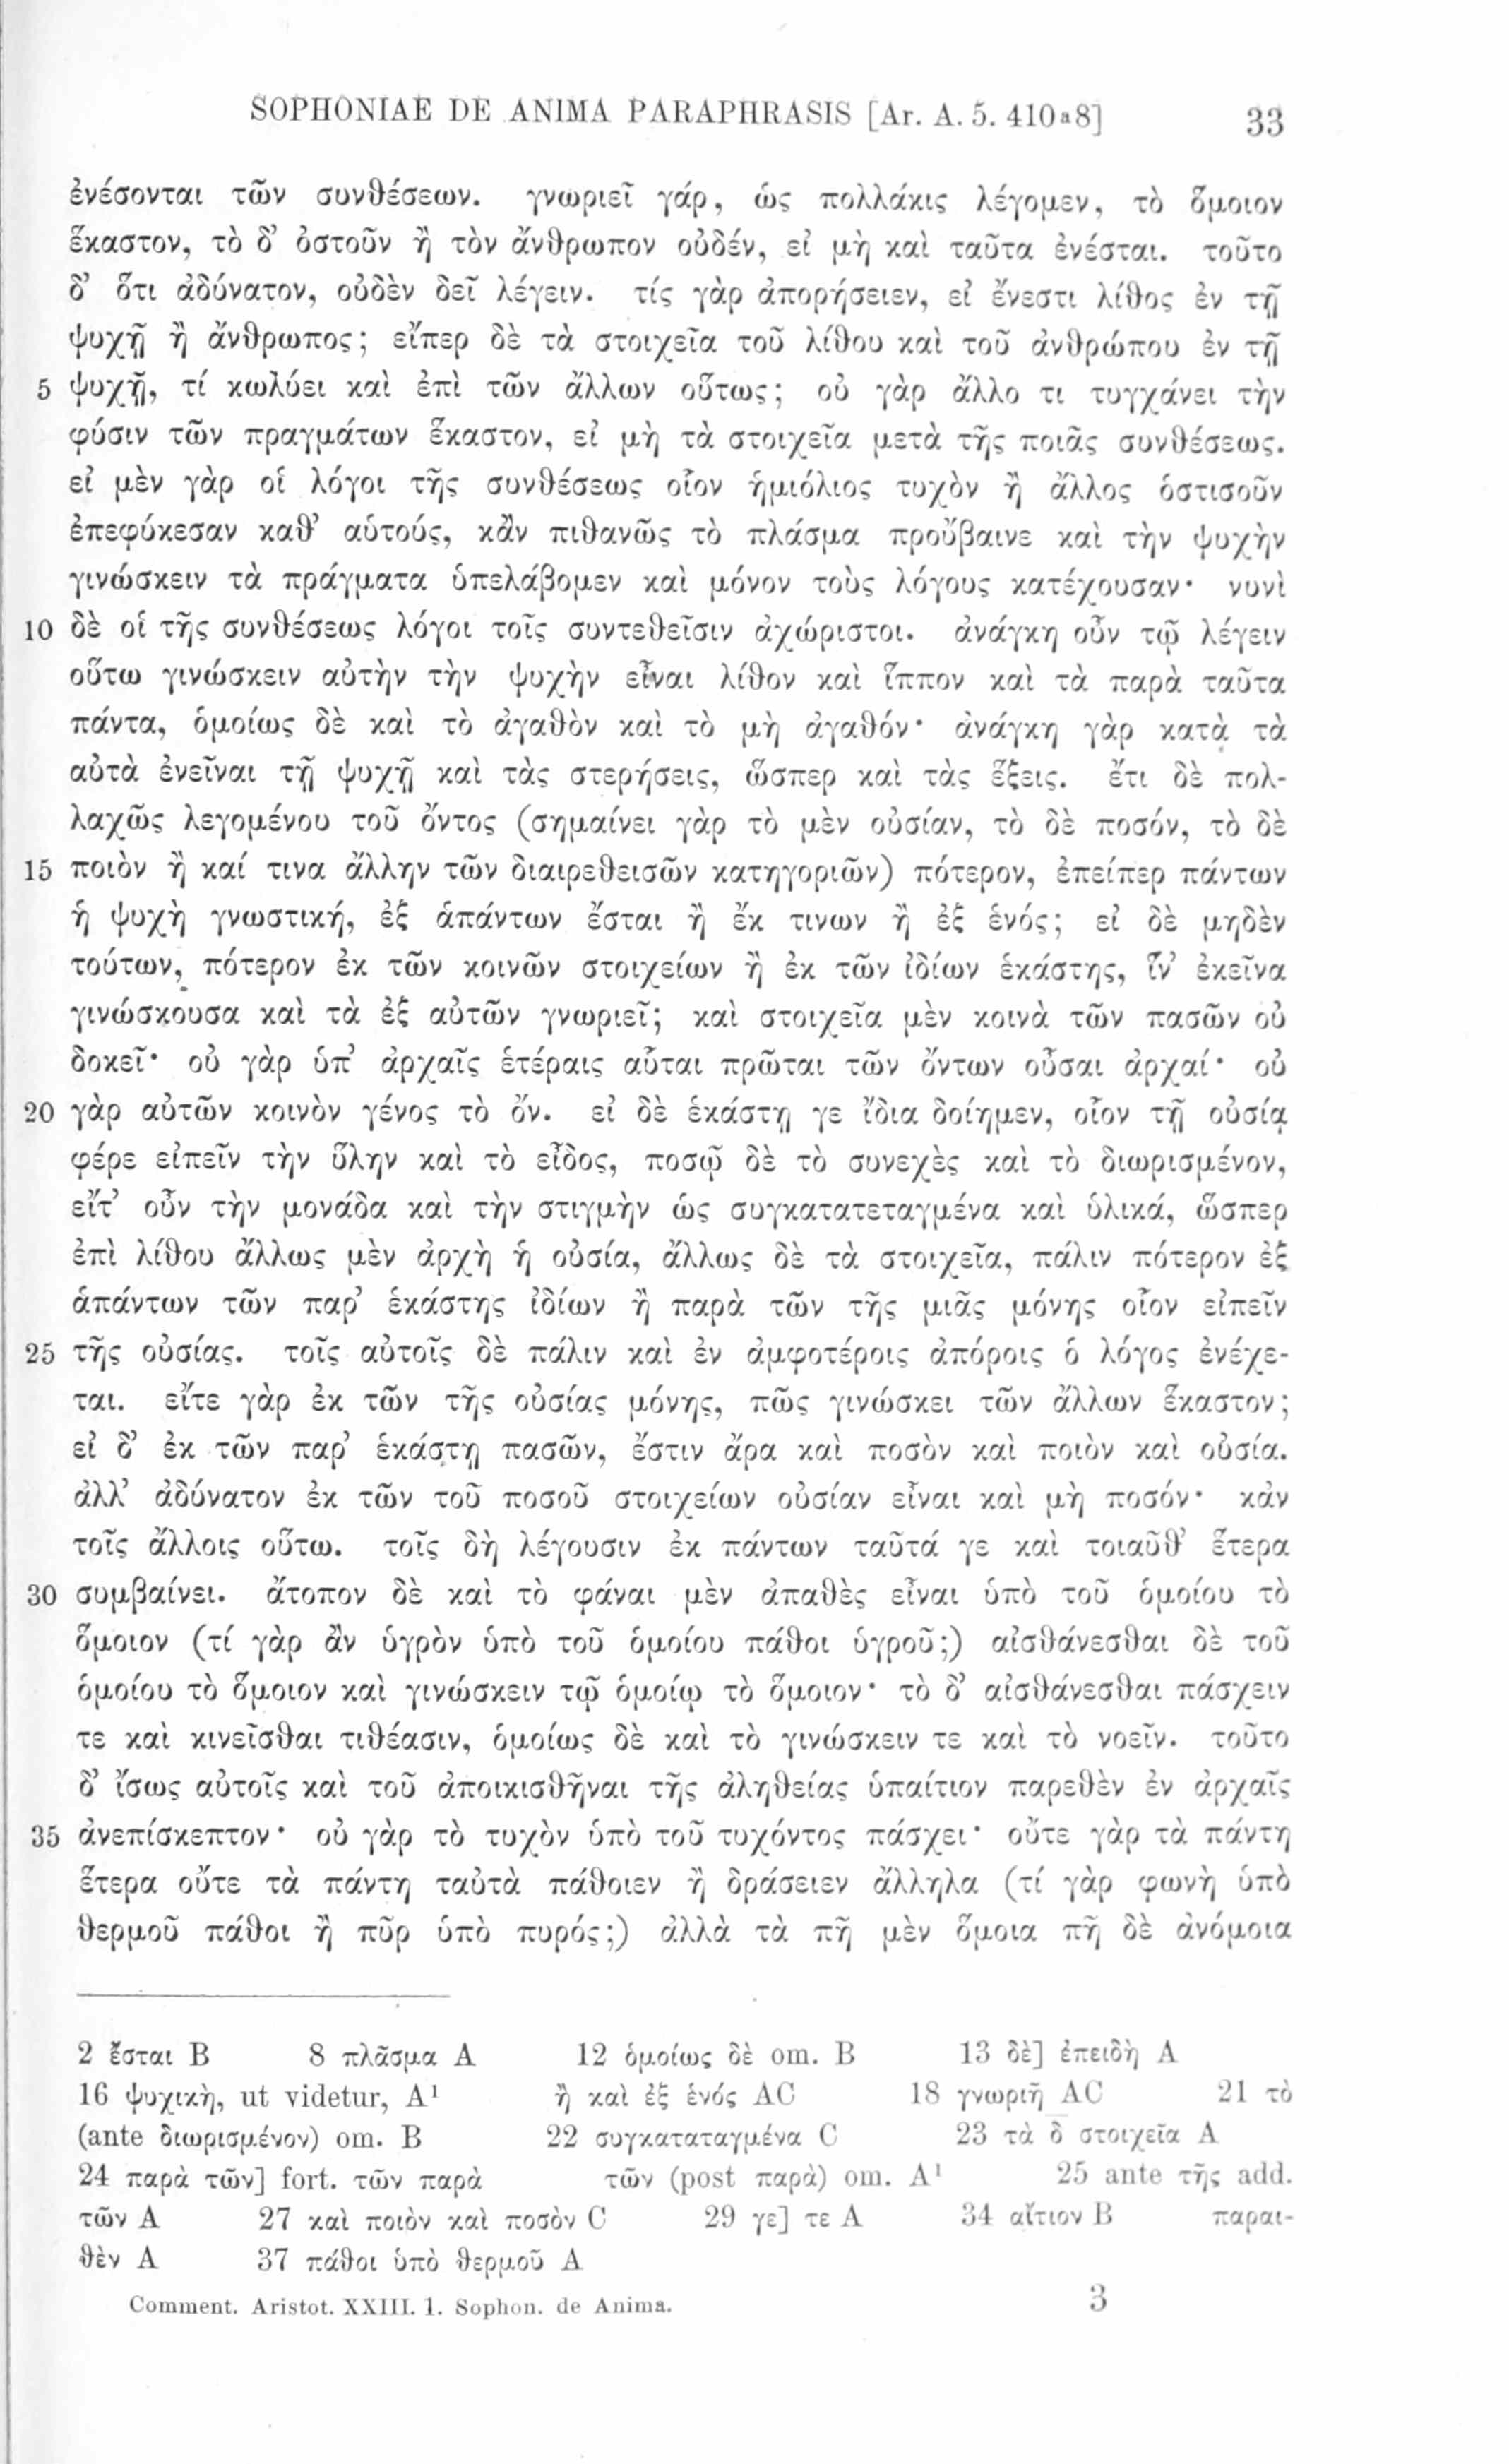 SOPHONIAE DE ANIMA PARAPHRASIS [Ar. A. 5. 410a8] 33
ἐνέσονται τῶν συνθέσεων. γνωριεῖ γάρ, ὡς πολλάκις λέγομεν, τὸ ὅμοιον
ἕκαστον, τὸ δ’ ὀστοῦν ἢ τὸν ἄνθρωπον οὐδέν, εἰ μὴ καὶ ταῦτα ἐνέσται. τοῦτο
δ’ ὅτι ἀδύνατον, οὐδὲν δεῖ λέγειν. τίς γὰρ ἀπορήσειεν, εἰ ἔνεστι λίθος ἐν τῇ
ψυχῇ ἢ ἄνθρωπος; εἴπερ δὲ τὰ στοιχεῖα τοῦ λίθου καὶ τοῦ ἀνθρώπου ἐν τῇ
5 ψυχῇ, τί κωλύει καὶ ἐπὶ τῶν ἄλλων οὕτως; οὐ γὰρ ἄλλο τι τυγχάνει τὴν
φύσιν τῶν πραγμάτων ἕκαστον, εἰ μὴ τὰ στοιχεῖα μετὰ τῆς ποιᾶς συνθέσεως.
εἰ μὲν γὰρ οἱ λόγοι τῆς συνθέσεως οἷον ἡμιόλιος τυχὸν ἢ ἄλλος ὁστισοῦν
ἐπεφύκεσαν καθ’ αὑτούς, κἂν πιθανῶς τὸ πλάσμα προὔβαινε καὶ τὴν ψυχὴν
γινώσκειν τὰ πράγματα ὑπελάβομεν καὶ μόνον τοὺς λόγους κατέχουσαν· νυνὶ
10 δὲ οἱ τῆς συνθέσεως λόγοι τοῖς συντεθεῖσιν ἀχώριστοι. ἀνάγκη οὖν τῷ λέγειν
οὕτω γινώσκειν αὐτὴν τὴν ψυχὴν εἶναι λίθον καὶ ἵππον καὶ τὰ παρὰ ταῦτα
πάντα, ὁμοίως δὲ καὶ τὸ ἀγαθὸν καὶ τὸ μὴ ἀγαθόν· ἀνάγκη γὰρ κατὰ τὰ
αὐτὰ ἐνεῖναι τῇ ψυχῇ καὶ τὰς στερήσεις, ὥσπερ καὶ τὰς ἕξεις. ἔτι δὲ πολ-
λαχῶς λεγομένου τοῦ ὄντος (σημαίνει γὰρ τὸ μὲν οὐσίαν, τὸ δὲ ποσόν, τὸ δὲ
15 ποιὸν ἢ καί τινα ἄλλην τῶν διαιρεθεισῶν κατηγοριῶν) πότερον, ἐπείπερ πάντων
ἡ ψυχὴ γνωστική, ἐξ ἁπάντων ἔσται ἢ ἔκ τινων ἢ ἐξ ἑνός; εἰ δὲ μηδὲν
τούτων, πότερον ἐκ τῶν κοινῶν στοιχείων ἢ ἐκ τῶν ἰδίων ἑκάστης, ἵν’ ἐκεῖνα
γινώσκουσα καὶ τὰ ἐξ αὐτῶν γνωριεῖ; καὶ στοιχεῖα μὲν κοινὰ τῶν πασῶν οὐ
δοκεῖ· οὐ γὰρ ὑπ’ ἀρχαῖς ἑτέραις αὗται πρῶται τῶν ὄντων οὖσαι ἀρχαί· οὐ
20 γὰρ αὐτῶν κοινὸν γένος τὸ ὄν. εἰ δὲ ἑκάστῃ γε ἴδια δοίημεν, οἷον τῇ οὐσίᾳ
φέρε εἰπεῖν τὴν ὕλην καὶ τὸ εἶδος, ποσῷ δὲ τὸ συνεχὲς καὶ τὸ διωρισμένον,
εἴτ’ οὖν τὴν μονάδα καὶ τὴν στιγμὴν ὡς συγκατατεταγμένα καὶ ὑλικά, ὥσπερ
ἐπὶ λίθου ἄλλως μὲν ἀρχὴ ἡ οὐσία, ἄλλως δὲ τὰ στοιχεῖα, πάλιν πότερον ἐξ
ἁπάντων τῶν παρ’ ἑκάστης ἰδίων ἢ παρὰ τῶν τῆς μιᾶς μόνης οἷον εἰπεῖν
25 τῆς οὐσίας. τοῖς αὐτοῖς δὲ πάλιν καὶ ἐν ἀμφοτέροις ἀπόροις ὁ λόγος ἐνέχε-
ται. εἴτε γὰρ ἐκ τῶν τῆς οὐσίας μόνης, πῶς γινώσκει τῶν ἄλλων ἕκαστον;
εἰ δ’ ἐκ τῶν παρ’ ἑκάστῃ πασῶν, ἔστιν ἄρα καὶ ποσὸν καὶ ποιὸν καὶ οὐσία.
ἀλλ’ ἀδύνατον ἐκ τῶν τοῦ ποσοῦ στοιχείων οὐσίαν εἶναι καὶ μὴ ποσόν· κἀν
τοῖς ἄλλοις οὕτω. τοῖς δὴ λέγουσιν ἐκ πάντων ταῦτά γε καὶ τοιαῦθ’ ἕτερα
30 συμβαίνει. ἄτοπον δὲ καὶ τὸ φάναι μὲν ἀπαθὲς εἶναι ὑπὸ τοῦ ὁμοίου τὸ
ὅμοιον (τί γὰρ ἂν ὑγρὸν ὑπὸ τοῦ ὁμοίου πάθοι ὑγροῦ;) αἰσθάνεσθαι δὲ τοῦ
ὁμοίου τὸ ὅμοιον καὶ γινώσκειν τῷ ὁμοίῳ τὸ ὅμοιον· τὸ δ’ αἰσθάνεσθαι πάσχειν
τε καὶ κινεῖσθαι τιθέασιν, ὁμοίως δὲ καὶ τὸ γινώσκειν τε καὶ τὸ νοεῖν. τοῦτο
δ’ ἴσως αὐτοῖς καὶ τοῦ ἀποικισθῆναι τῆς ἀληθείας ὑπαίτιον παρεθὲν ἐν ἀρχαῖς
35 ἀνεπίσκεπτον· οὐ γὰρ τὸ τυχὸν ὑπὸ τοῦ τυχόντος πάσχει· οὔτε γὰρ τὰ πάντῃ
ἕτερα οὔτε τὰ πάντῃ ταὐτὰ πάθοιεν ἢ δράσειεν ἄλληλα (τί γὰρ φωνὴ ὑπὸ
θερμοῦ πάθοι ἢ πῦρ ὑπὸ πυρός;) ἀλλὰ τὰ πῆ μὲν ὅμοια πῆ δὲ ἀνόμοια
2 ἔσται B 8 πλᾶσμα A 12 ὁμοίως δὲ om. B 13 δὲ] ἐπειδὴ A
16 ψυχικὴ, ut videtur, A¹ ἢ καὶ ἐξ ἑνός AC 18 γνωριῆ AC 21 τὸ
(ante διωρισμένον) om. B 22 συγκαταταγμένα C 23 τὰ δ̄ στοιχεῖα A
24 παρὰ τῶν] fort. τῶν παρὰ τῶν (post παρὰ) om. A¹ 25 ante τῆς add.
τῶν A 27 καὶ ποιὸν καὶ ποσὸν C 29 γε] τε A 34 αἴτιον B παραι-
θὲν A 37 πάθοι ὑπὸ θερμοῦ A
Comment. Aristot. XXIII. 1. Sophon. de Anima. 3